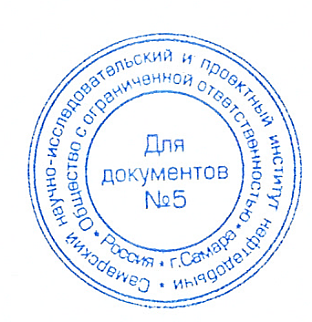 Самарский научно-исследовательский и проектный институт нефтедобычи
Общество с ограниченной ответственностью • Россия • г.Самара •
Для
документов
№5